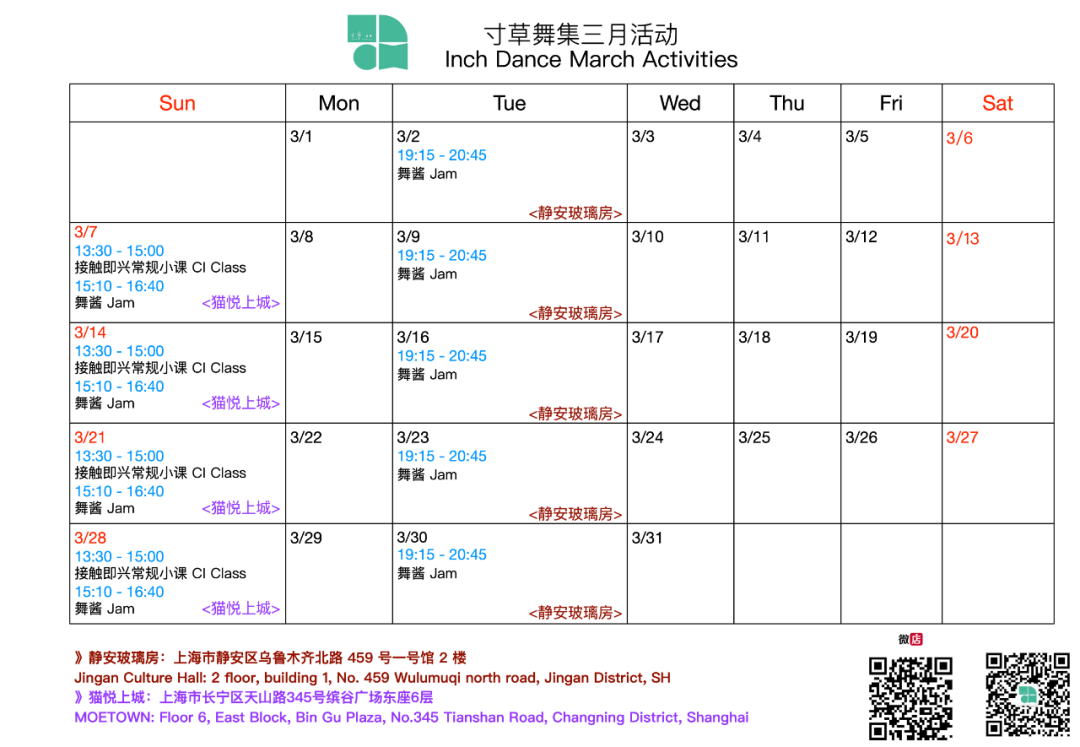 寸草舞集三月活动
Inch Dance March Activities
Sun Mon Tue Wed Thu Fri Sat
3/1
3/2
19:15 - 20:45
舞酱 Jam
<静安玻璃房>
3/3
3/4
3/5
3/6
3/7
13:30 - 15:00
接触即兴常规小课 CI Class
15:10 - 16:40
舞酱 Jam <猫悦上城>
3/8
3/9
19:15 - 20:45
舞酱 Jam
<静安玻璃房>
3/10
3/11
3/12
3/13
3/14
13:30 - 15:00
接触即兴常规小课 CI Class
15:10 - 16:40
舞酱 Jam <猫悦上城>
3/15
3/16
19:15 - 20:45
舞酱 Jam
<静安玻璃房>
3/17
3/18
3/19
3/20
3/21
13:30 - 15:00
接触即兴常规小课 CI Class
15:10 - 16:40
舞酱 Jam <猫悦上城>
3/22
3/23
19:15 - 20:45
舞酱 Jam
<静安玻璃房>
3/24
3/25
3/26
3/27
3/28
13:30 - 15:00
接触即兴常规小课 CI Class
15:10 - 16:40
舞酱 Jam <猫悦上城>
3/29
3/30
19:15 - 20:45
舞酱 Jam
<静安玻璃房>
3/31
》静安玻璃房：上海市静安区乌鲁木齐北路 459 号一号馆 2 楼
Jingan Culture Hall: 2 floor, building 1, No. 459 Wulumuqi north road, Jingan District, SH
》猫悦上城：上海市长宁区天山路345号缤谷广场东座6层
MOETOWN: Floor 6, East Block, Bin Gu Plaza, No.345 Tianshan Road, Changning District, Shanghai
微店